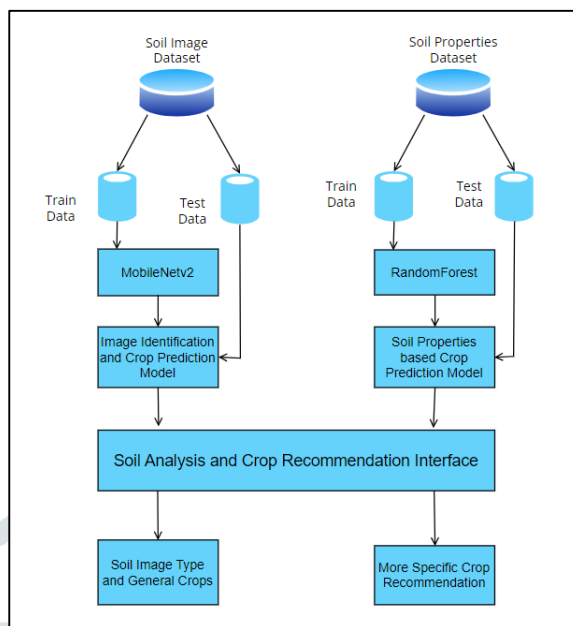 Soil Image
Dataset
Soil Properties
Dataset
Train
Data
Test
Data
Train
Data
Test
Data
MobileNetv2
RandomForest
Image Identification
and Crop Prediction
Model
Soil Properties
based Crop
Prediction Model
Soil Analysis and Crop Recommendation Interface
Soil Image Type
and General Crops
More Specific Crop
Recommendation